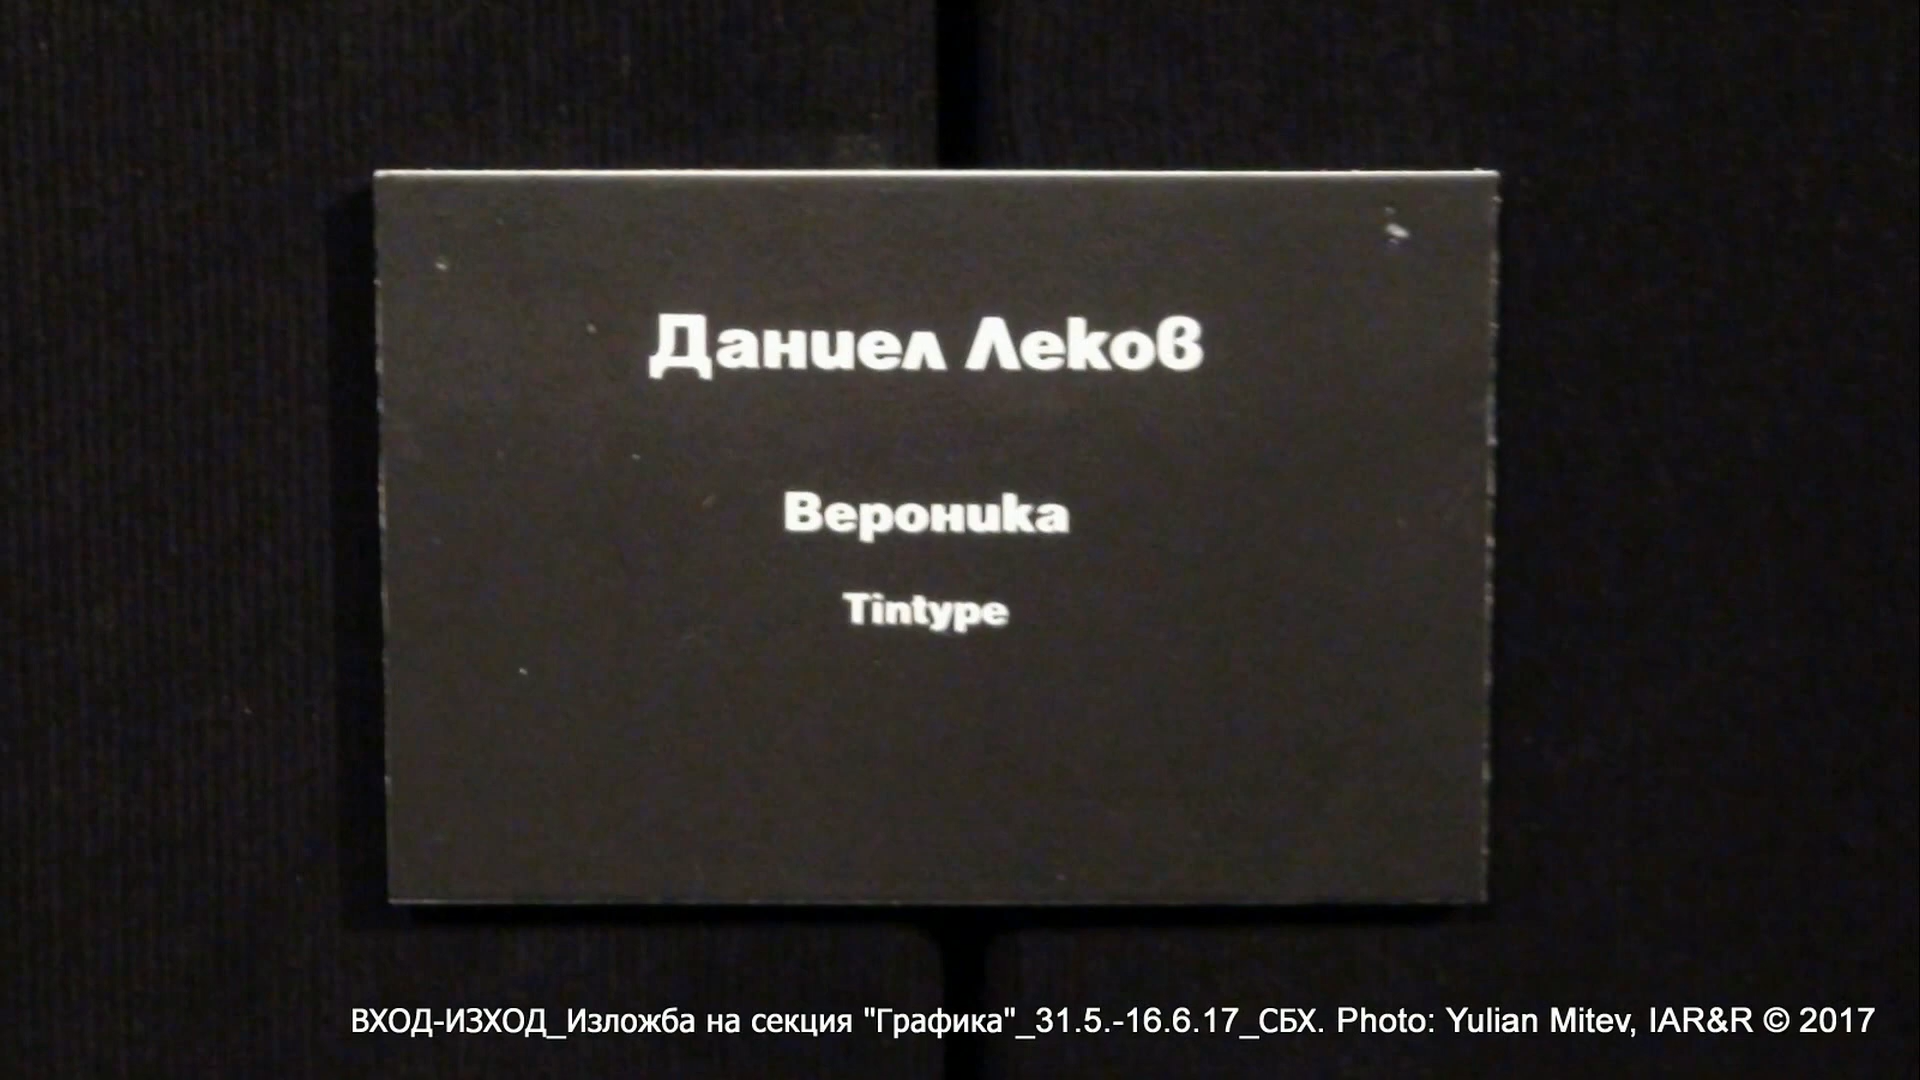 Даниел Леков
Вероника
Tintype
ВХОД-ИЗХОД_Изложба на секция "Графика"_31.5.-16.6.17_СБХ. Photo: Yulian Mitev, IAR&R © 2017